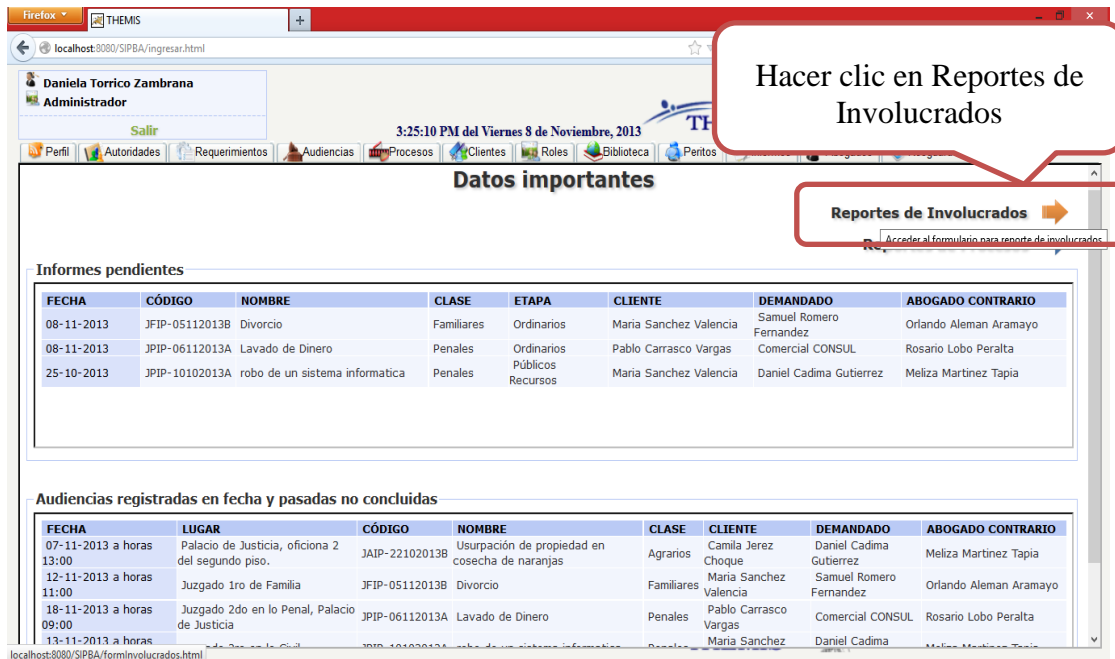 Firefox
THEMIS
localhost:8080/SIPBA/ingresar.html
Hacer clic en Reportes de
Involucrados
Daniela Torrico Zambrana
Administrador
Salir
3:25:10 PM del Viernes 8 de Noviembre, 2013
Perfil Autoridades Requerimientos Audiencias Procesos Clientes Roles Biblioteca Peritos
Datos importantes
Reportes de Involucrados
Acceder al formulario para reporte de involucrados
Informes pendientes
FECHA CÓDIGO NOMBRE CLASE ETAPA CLIENTE DEMANDADO ABOGADO CONTRARIO
08-11-2013 JFIP-05112013B Divorcio Familiares Ordinarios Maria Sanchez Valencia Samuel Romero Fernandez Orlando Aleman Aramayo
08-11-2013 JPIP-06112013A Lavado de Dinero Penales Ordinarios Pablo Carrasco Vargas Comercial CONSUL Rosario Lobo Peralta
25-10-2013 JPIP-10102013A robo de un sistema informatica Penales Públicos Recursos Maria Sanchez Valencia Daniel Cadima Gutierrez Meliza Martinez Tapia
Audiencias registradas en fecha y pasadas no concluidas
FECHA LUGAR CÓDIGO NOMBRE CLASE CLIENTE DEMANDADO ABOGADO CONTRARIO
07-11-2013 a horas 13:00 Palacio de Justicia, oficiona 2 del segundo piso. JAIP-22102013B Usurpación de propiedad en cosecha de naranjas Agrarios Camila Jerez Choque Daniel Cadima Gutierrez Meliza Martinez Tapia
12-11-2013 a horas 11:00 Juzgado 1ro de Familia JFIP-05112013B Divorcio Familiares Maria Sanchez Valencia Samuel Romero Fernandez Orlando Aleman Aramayo
18-11-2013 a horas 09:00 Juzgado 2do en lo Penal, Palacio de Justicia JPIP-06112013A Lavado de Dinero Penales Pablo Carrasco Vargas Comercial CONSUL Rosario Lobo Peralta
13-11-2013 a horas Maria Sanchez Daniel Cadima
localhost:8080/SIPBA/formInvolucrados.html